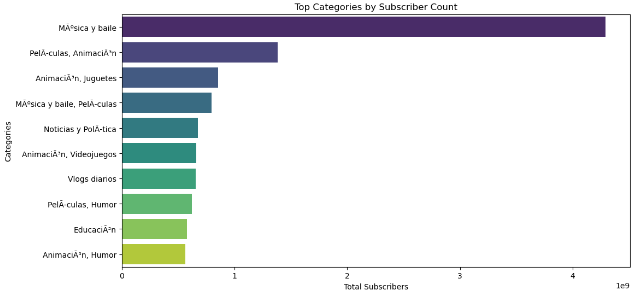 Top Categories by Subscriber Count
MÃºsica y baile
PelÃ­culas, AnimaciÃ³n
AnimaciÃ³n, Juguetes
MÃºsica y baile, PelÃ­culas
Noticias y PolÃ­tica
AnimaciÃ³n, Videojuegos
Vlogs diarios
PelÃ­culas, Humor
EducaciÃ³n
AnimaciÃ³n, Humor
Categories
0 1 2 3 4
1e9
Total Subscribers